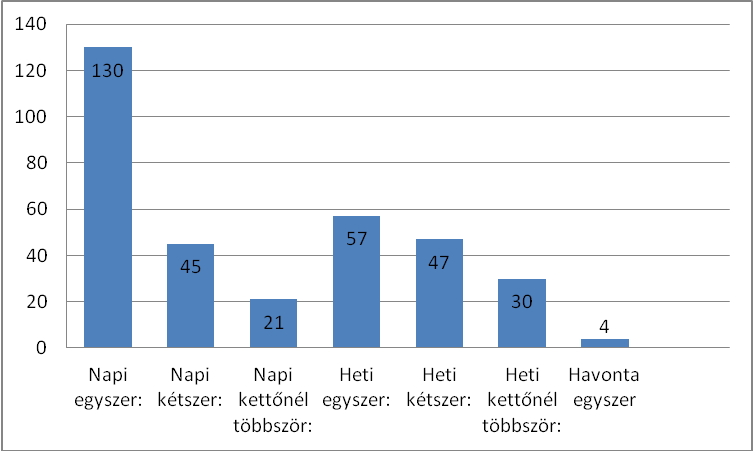 140
120
100
80
60
40
20
0
130
45
21
57
47
30
4
Napi egyszer:
Napi kétszer:
Napi kettőnél többször:
Heti egyszer:
Heti kétszer:
Heti kettőnél többször:
Havonta egyszer